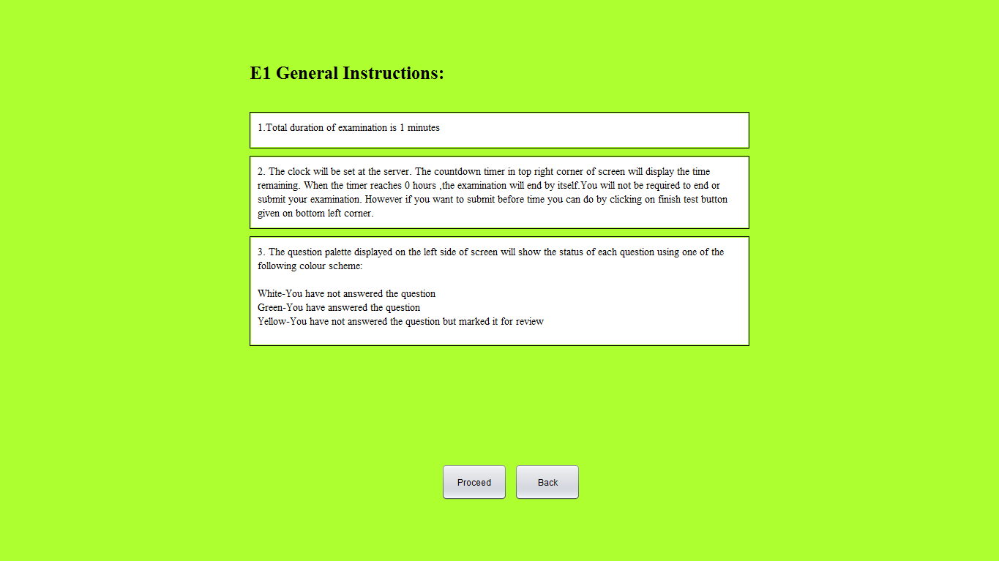 E1 General Instructions:
1.Total duration of examination is 1 minutes
2. The clock will be set at the server. The countdown timer in top right corner of screen will display the time
remaining. When the timer reaches 0 hours ,the examination will end by itself.You will not be required to end or
submit your examination. However if you want to submit before time you can do by clicking on finish test button
given on bottom left corner.
3. The question palette displayed on the left side of screen will show the status of each question using one of the
following colour scheme:
White-You have not answered the question
Green-You have answered the question
Yellow-You have not answered the question but marked it for review
Proceed
Back